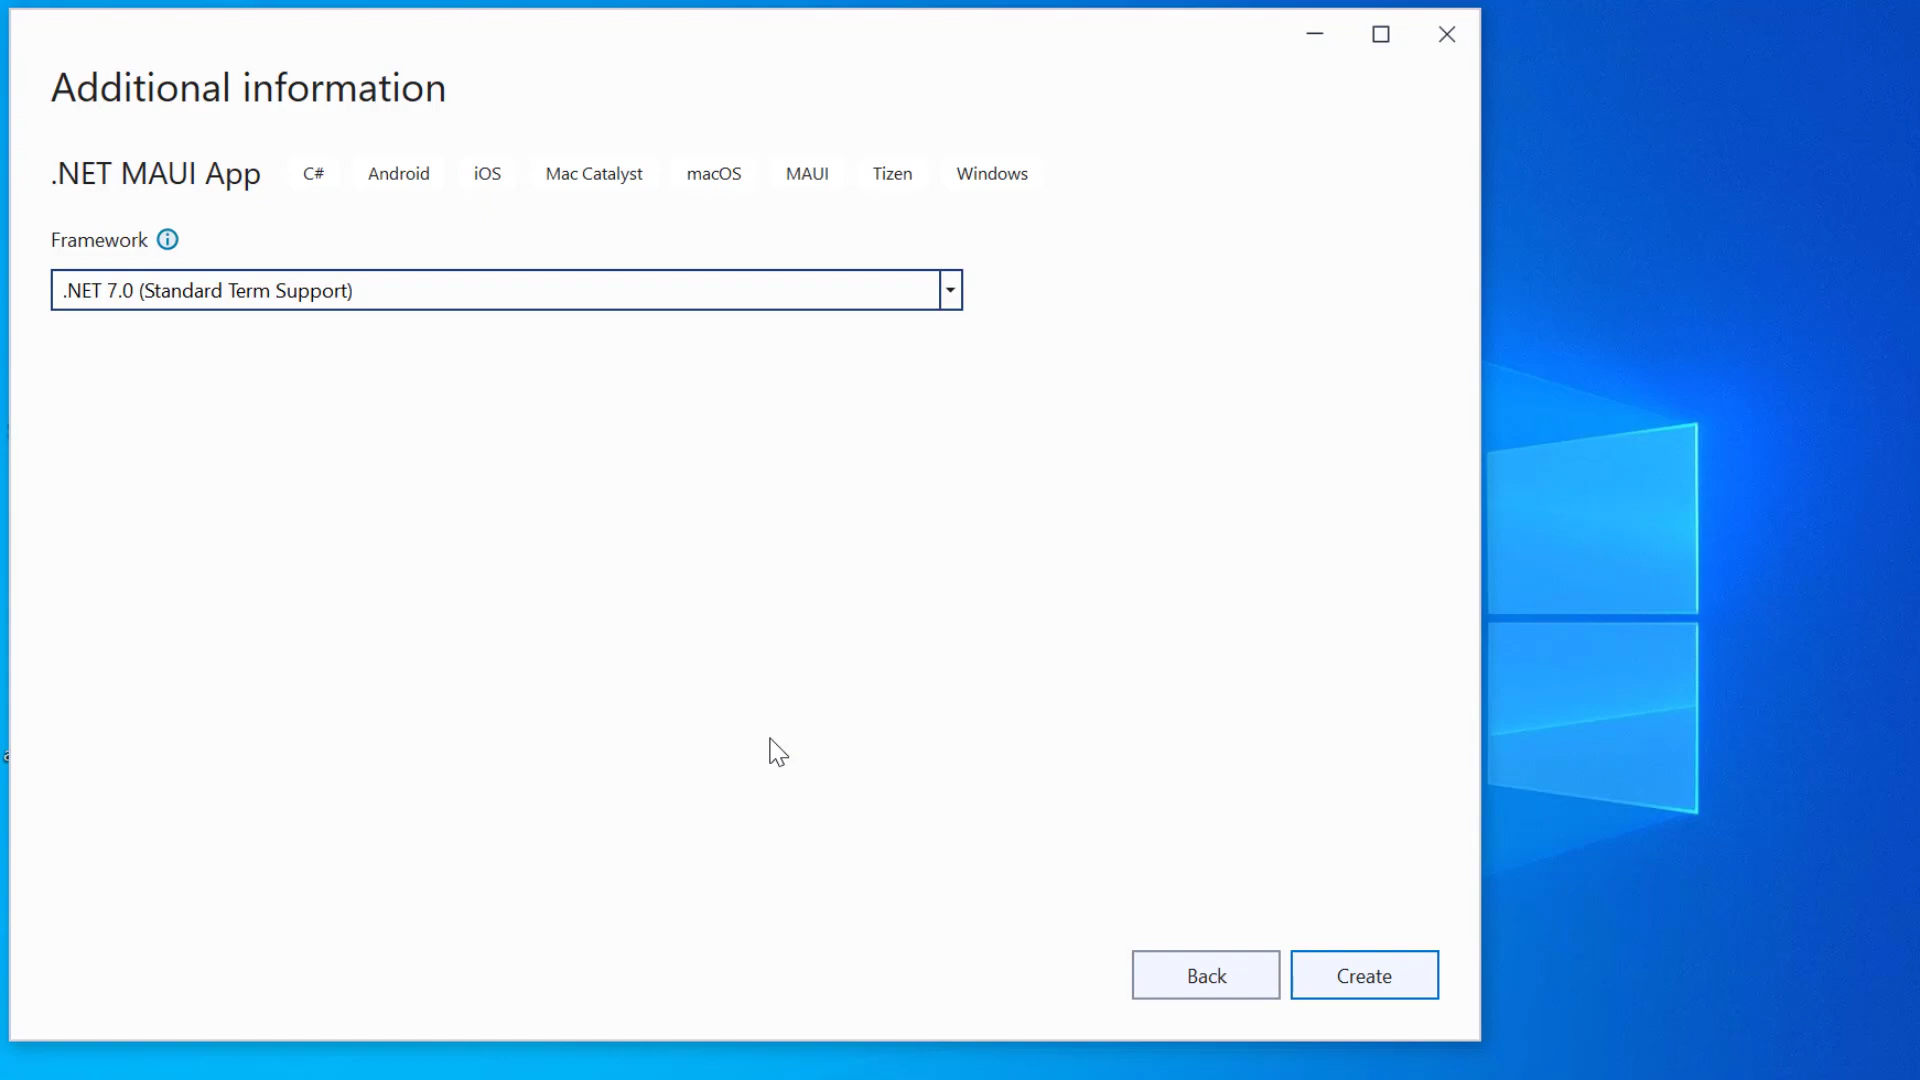 Additional information
.NET MAUI App C# Android iOS Mac Catalyst macOS MAUI Tizen Windows
Framework
.NET 7.0 (Standard Term Support)
Back Create